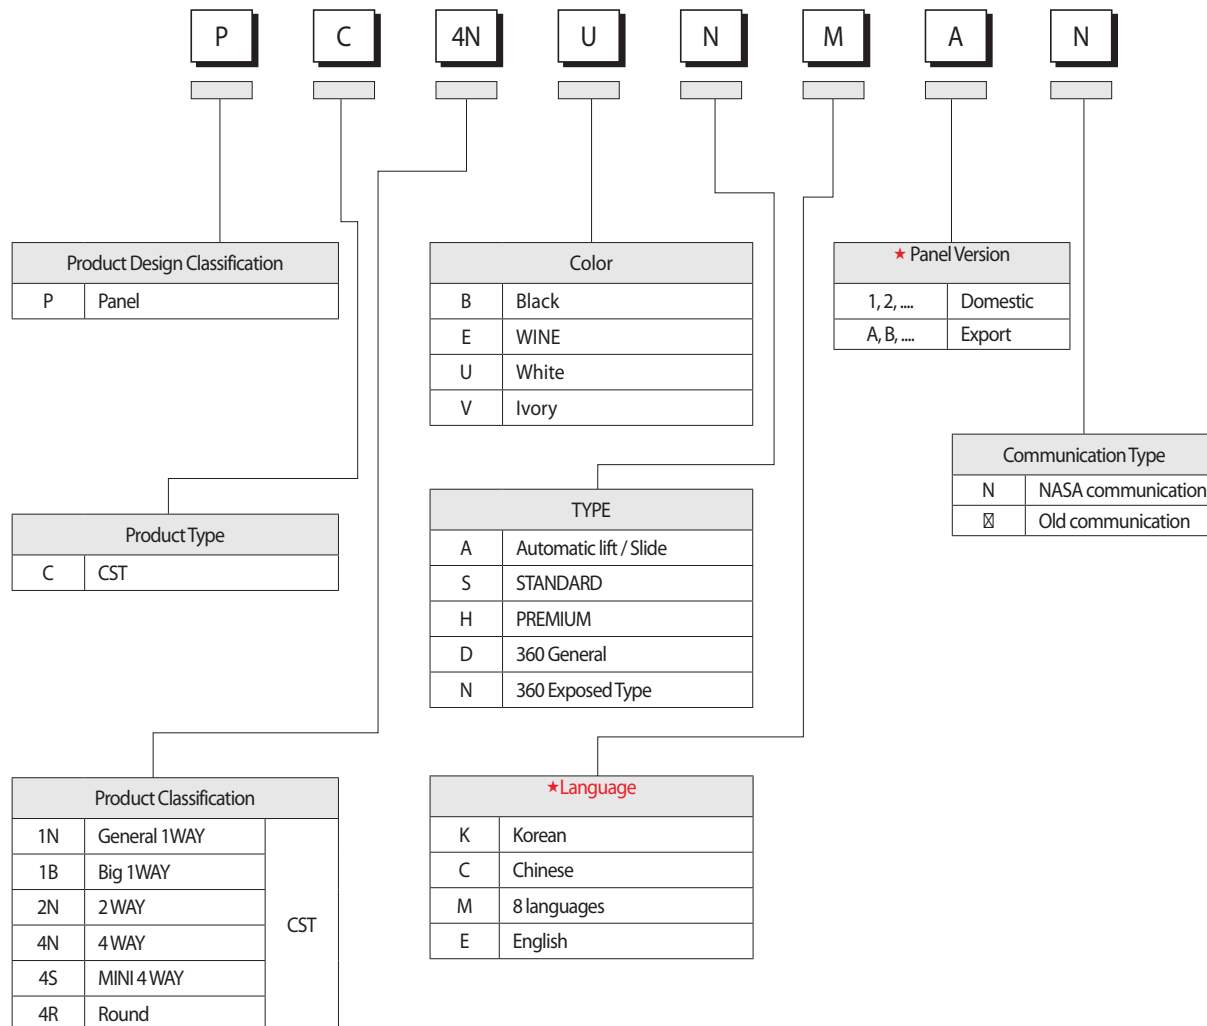 P C 4N U N M A N
Product Design Classification
P Panel
Color
B Black
E WINE
U White
V Ivory
★ Panel Version
1, 2, .... Domestic
A, B, .... Export
Communication Type
N NASA communication
☒ Old communication
Product Type
C CST
TYPE
A Automatic lift / Slide
S STANDARD
H PREMIUM
D 360 General
N 360 Exposed Type
Product Classification
1N General 1WAY
1B Big 1WAY
2N 2 WAY
4N 4 WAY
4S MINI 4 WAY
4R Round
CST
★Language
K Korean
C Chinese
M 8 languages
E English